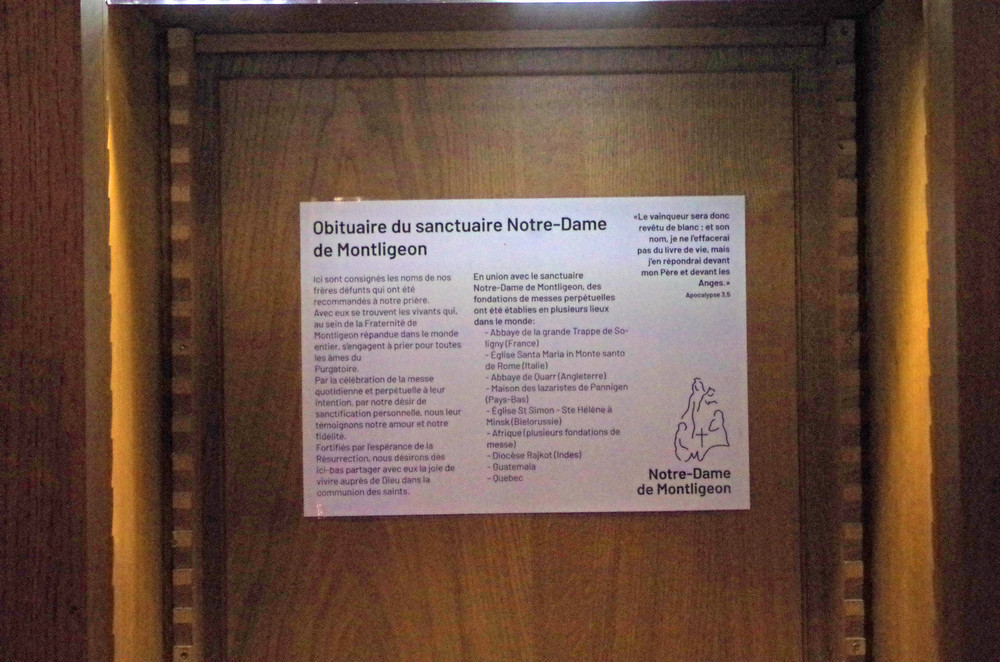 Obituaire du sanctuaire Notre-Dame
de Montligeon
Ici sont consignés les noms de nos
frères défunts qui ont été
recommandés à notre prière.
Avec eux se trouvent les vivants qui,
au sein de la Fraternité de
Montligeon répandue dans le monde
entier, s'engagent à prier pour toutes
les âmes du
Purgatoire.
Par la célébration de la messe
quotidienne et perpétuelle à leur
intention, par notre désir de
sanctification personnelle, nous leur
témoignons notre amour et notre
fidélité.
Fortifiés par l'espérance de la
Résurrection, nous désirons dès
ici-bas partager avec eux la joie de
vivre auprès de Dieu dans la
communion des saints.
En union avec le sanctuaire
Notre-Dame de Montligeon, des
fondations de messes perpétuelles
ont été établies en plusieurs lieux
dans le monde:
- Abbaye de la grande Trappe de So-
ligny (France)
- Église Santa Maria in Monte santo
de Rome (Italie)
- Abbaye de Quarr (Angleterre)
- Maison des lazaristes de Pannigen
(Pays-Bas)
- Église St Simon - Ste Hélène à
Minsk (Bielorussie)
- Afrique (plusieurs fondations de
messe)
- Diocèse Rajkot (Indes)
- Guatemala
- Quebec
«Le vainqueur sera donc
revêtu de blanc ; et son
nom, je ne l'effacerai
pas du livre de vie, mais
j'en répondrai devant
mon Père et devant les
Anges.»
Apocalypse 3,5
Notre-Dame
de Montligeon